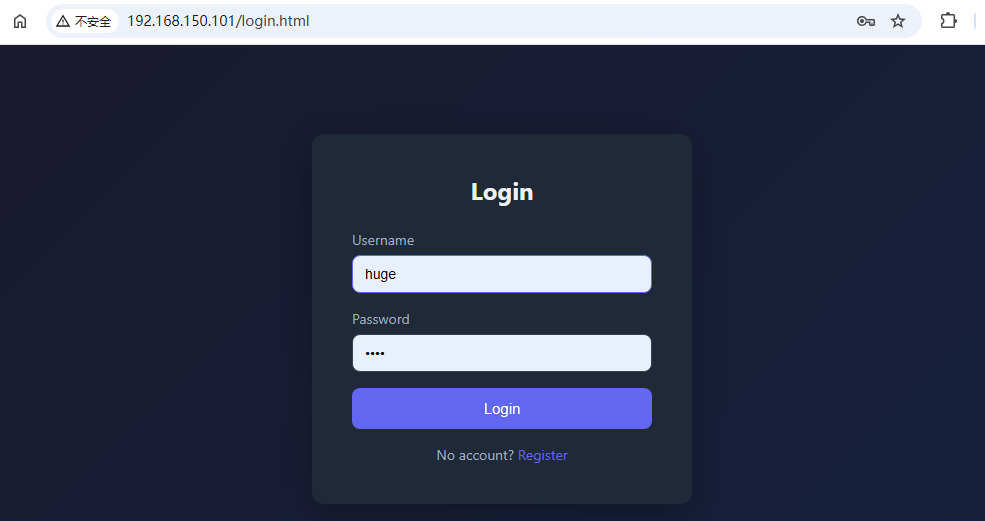 不安全 192.168.150.101/login.html
Login
Username
huge
Password
••••
Login
No account? Register